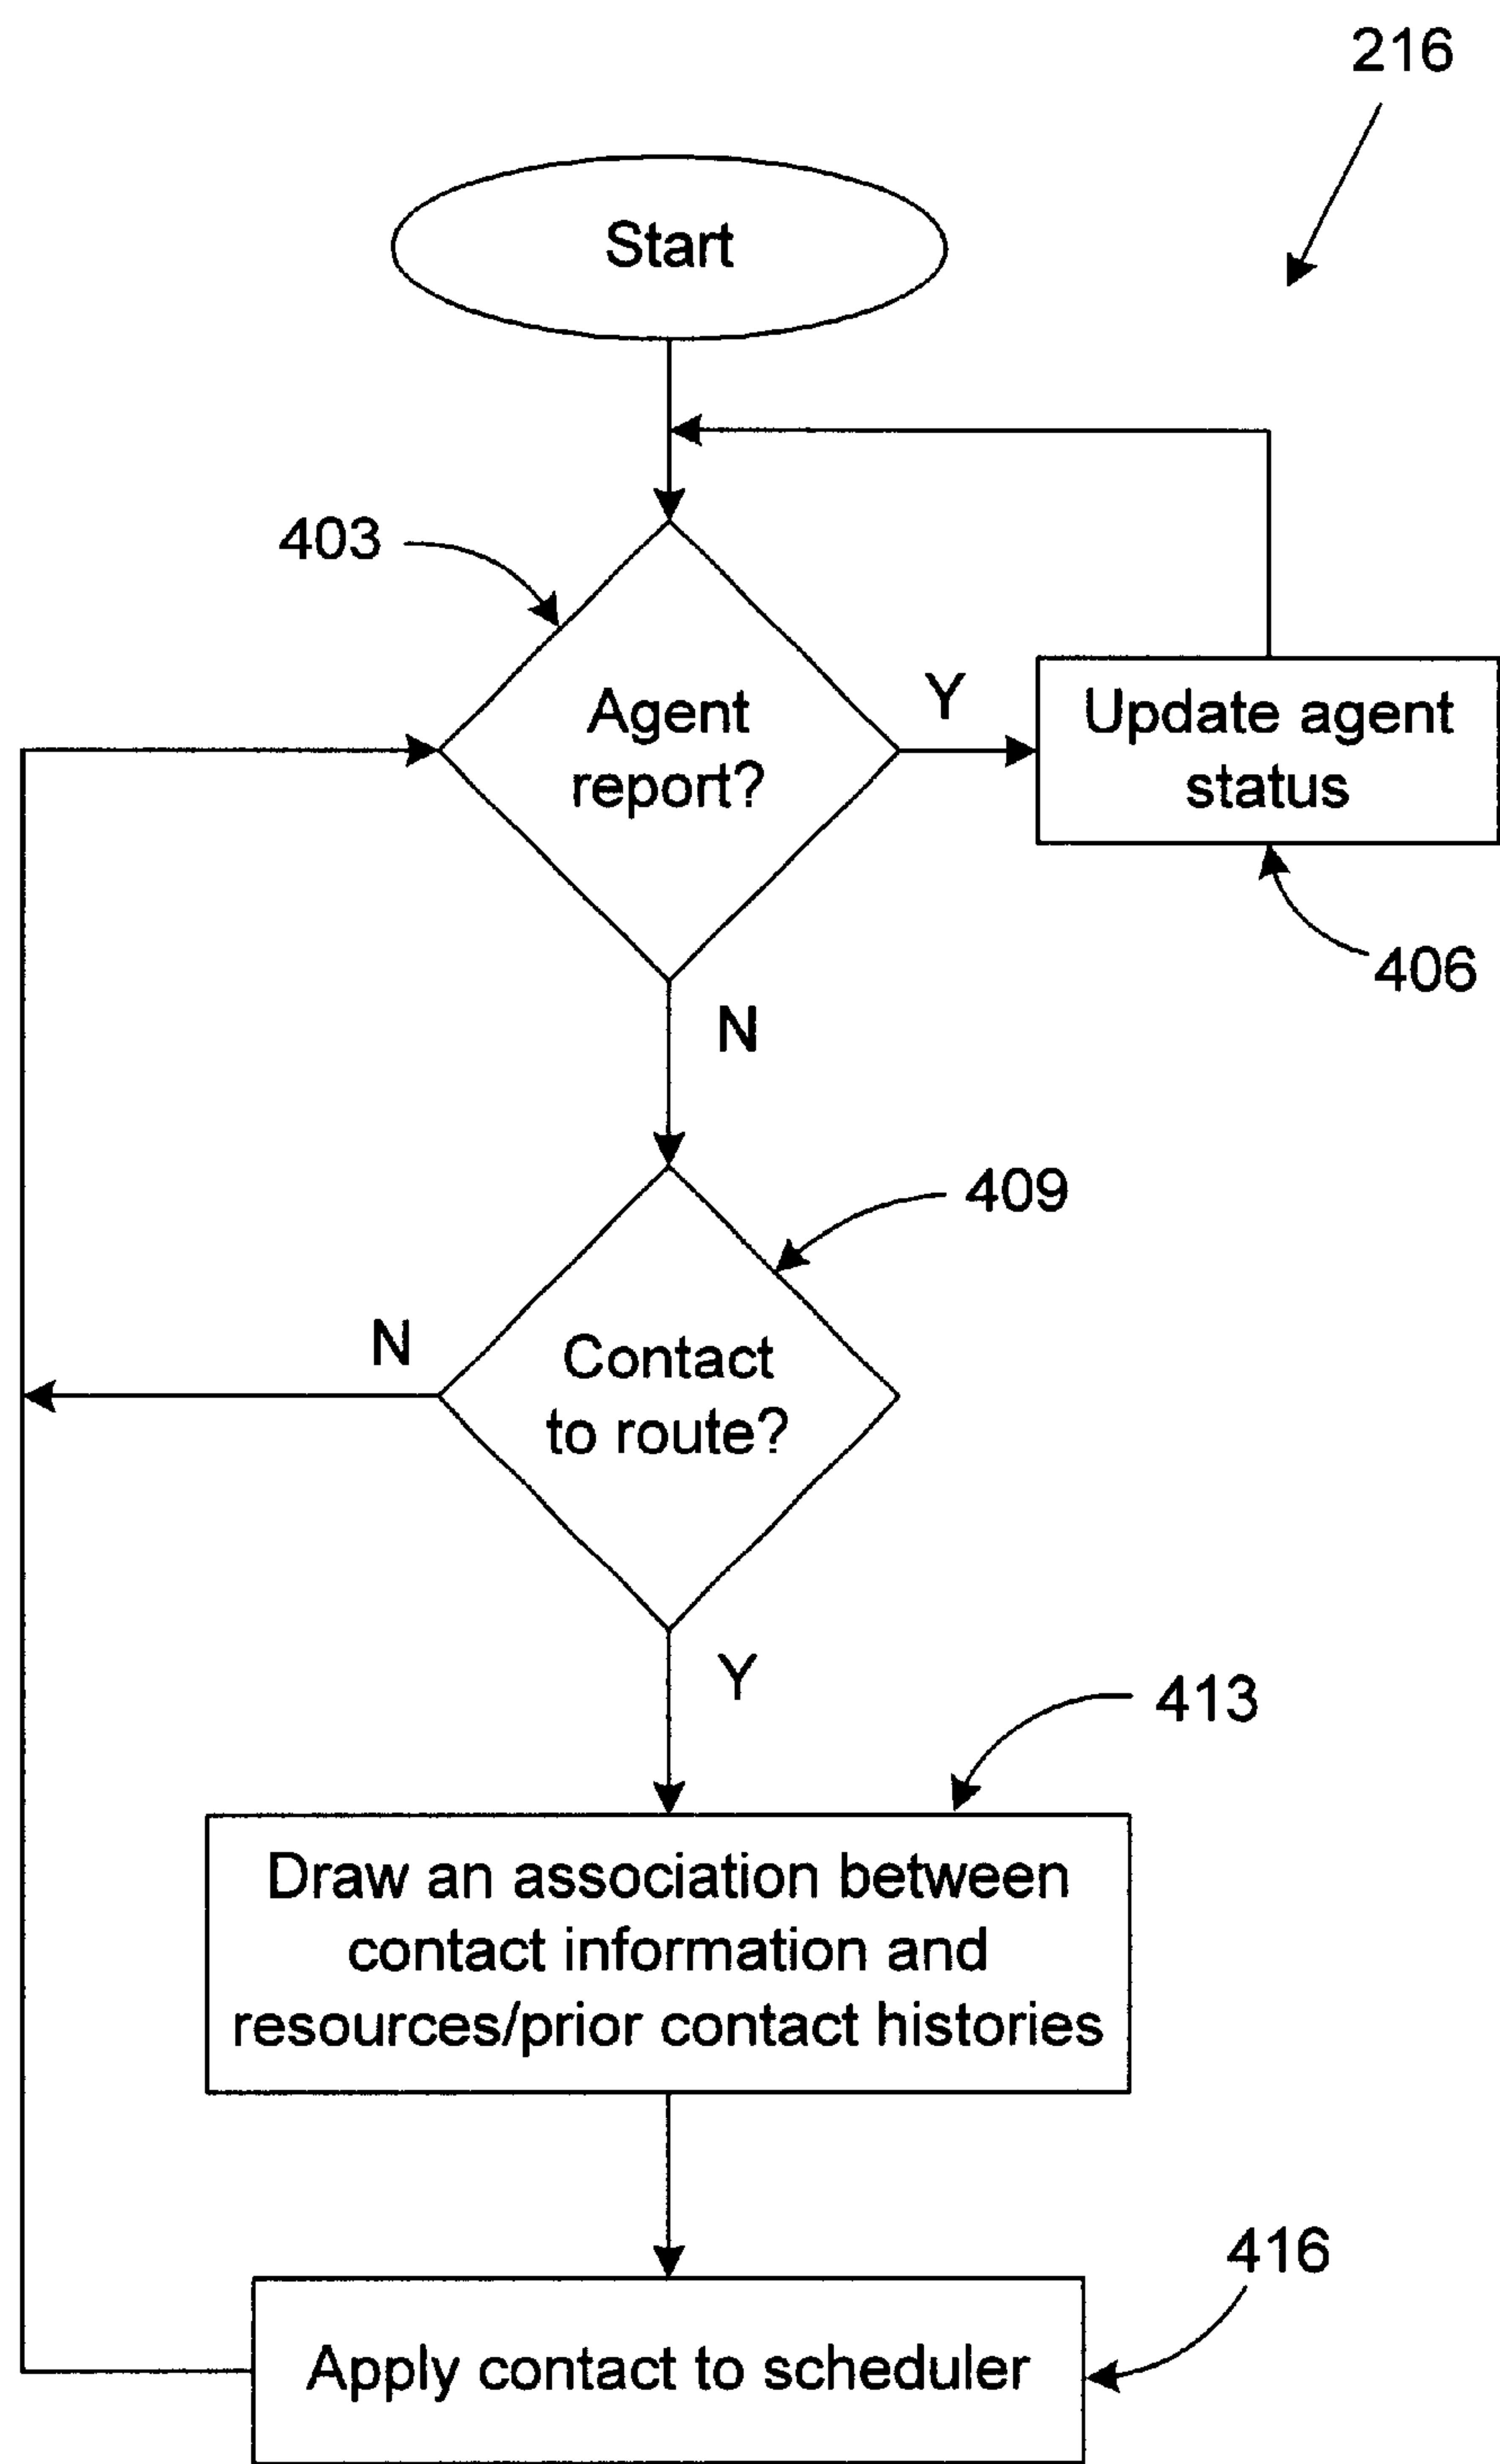 216
Start
403
Agent
report?
Y
Update agent
status
406
N
409
Contact
to route?
N
Y
413
Draw an association between
contact information and
resources/prior contact histories
416
Apply contact to scheduler